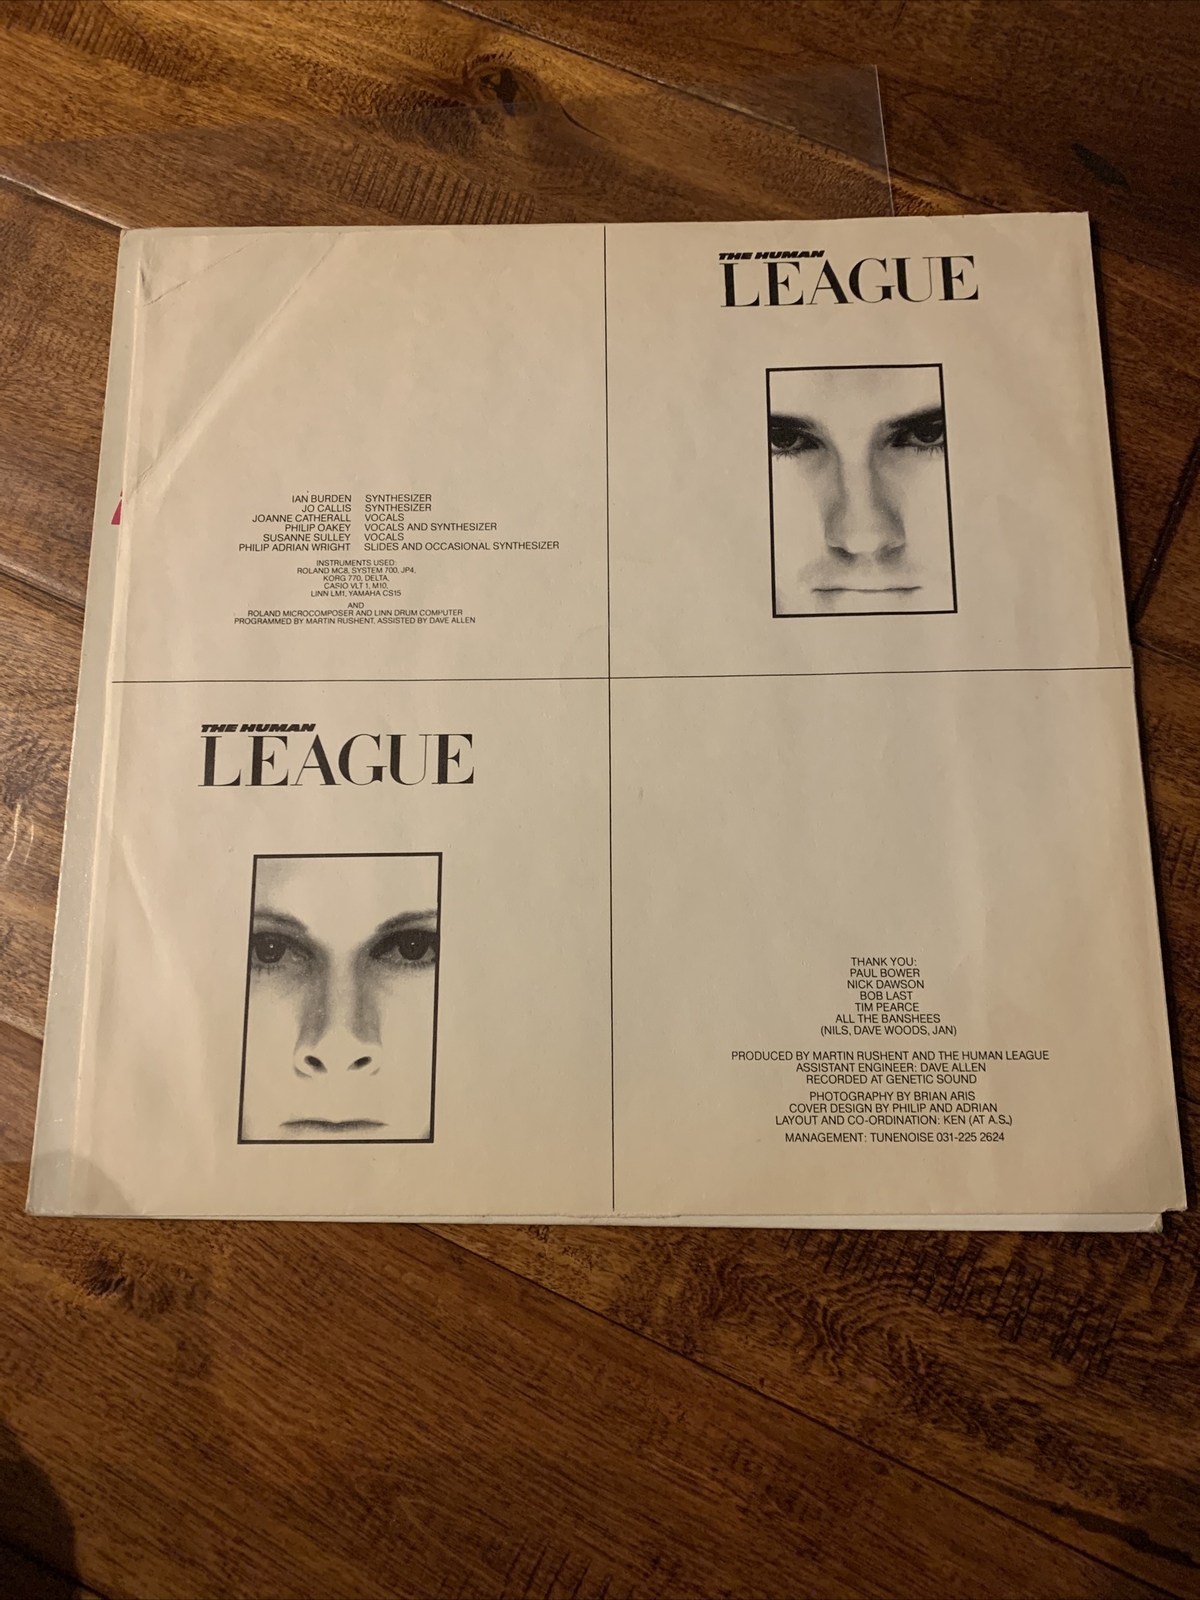 IAN BURDEN SYNTHESIZER
JO CALLIS SYNTHESIZER
JOANNE CATHERALL VOCALS
PHILIP OAKEY VOCALS AND SYNTHESIZER
SUSANNE SULLEY VOCALS
PHILIP ADRIAN WRIGHT SLIDES AND OCCASIONAL SYNTHESIZER
INSTRUMENTS USED:
ROLAND MC8, SYSTEM 700, JP4,
KORG 770, DELTA,
CASIO VLT 1, M10,
LINN LM1, YAMAHA CS15
AND
ROLAND MICROCOMPOSER AND LINN DRUM COMPUTER
PROGRAMMED BY MARTIN RUSHENT. ASSISTED BY DAVE ALLEN
THE HUMAN
LEAGUE
THE HUMAN
LEAGUE
THANK YOU:
PAUL BOWER
NICK DAWSON
BOB LAST
TIM PEARCE
ALL THE BANSHEES
(NILS, DAVE WOODS, JAN)
PRODUCED BY MARTIN RUSHENT AND THE HUMAN LEAGUE
ASSISTANT ENGINEER: DAVE ALLEN
RECORDED AT GENETIC SOUND
PHOTOGRAPHY BY BRIAN ARIS
COVER DESIGN BY PHILIP AND ADRIAN
LAYOUT AND CO-ORDINATION: KEN (AT A.S.)
MANAGEMENT: TUNENOISE 031-225 2624